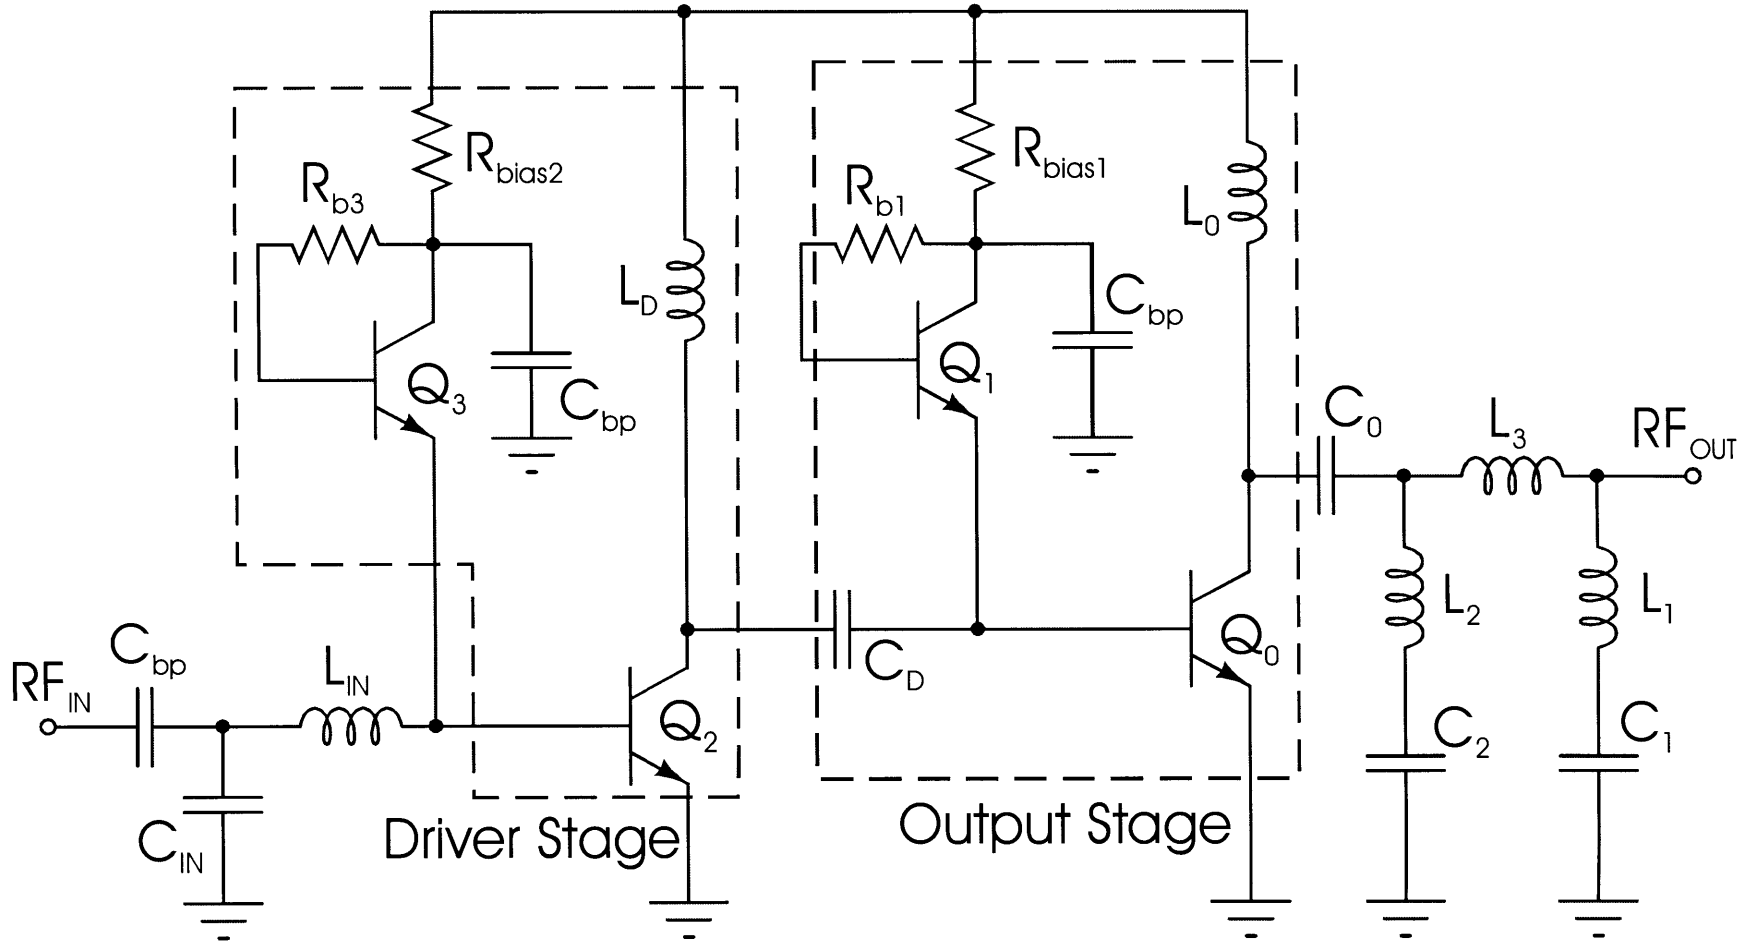 Rbias2
Rb3
LD
Q3
Cbp
Rbias1
Rb1
L0
Cbp
Q1
C0
L3
RFOUT
L2
L1
Cbp
LIN
RFIN
Q2
CD
Q0
C2
C1
CIN
Driver Stage
Output Stage